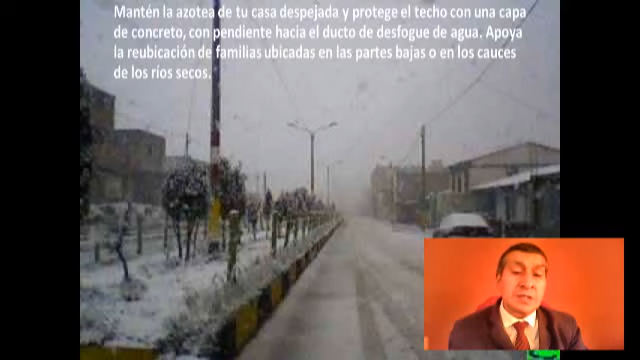 Mantén la azotea de tu casa despejada y protege el techo con una capa
de concreto, con pendiente hacia el ducto de desfogue de agua. Apoya
la reubicación de familias ubicadas en las partes bajas o en los cauces
de los ríos secos.